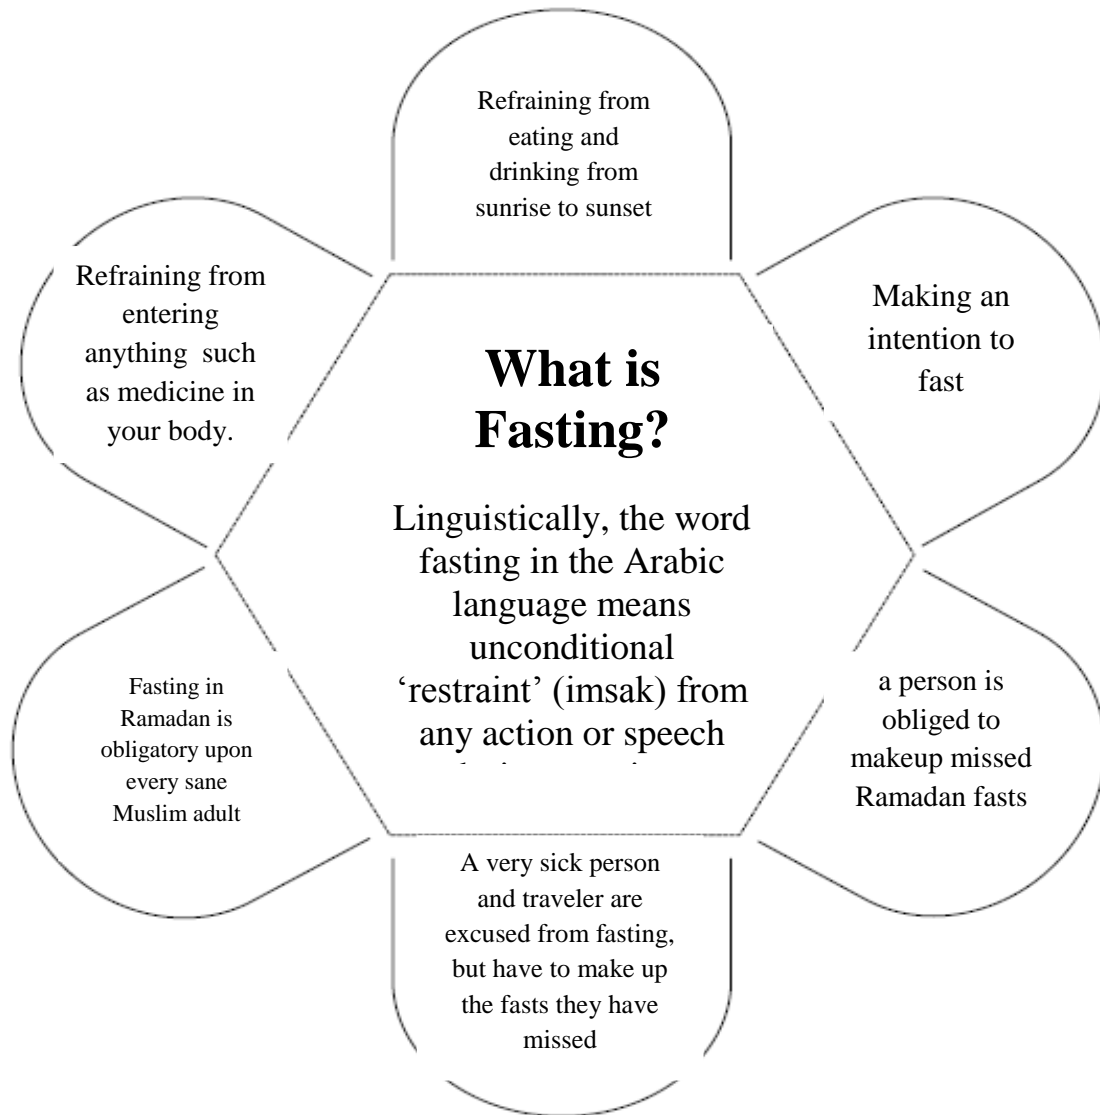 What is
Fasting?
Linguistically, the word
fasting in the Arabic
language means
unconditional
‘restraint’ (imsak) from
any action or speech
Refraining from
eating and
drinking from
sunrise to sunset
Making an
intention to
fast
a person is
obliged to
makeup missed
Ramadan fasts
A very sick person
and traveler are
excused from fasting,
but have to make up
the fasts they have
missed
Fasting in
Ramadan is
obligatory upon
every sane
Muslim adult
Refraining from
entering
anything such
as medicine in
your body.